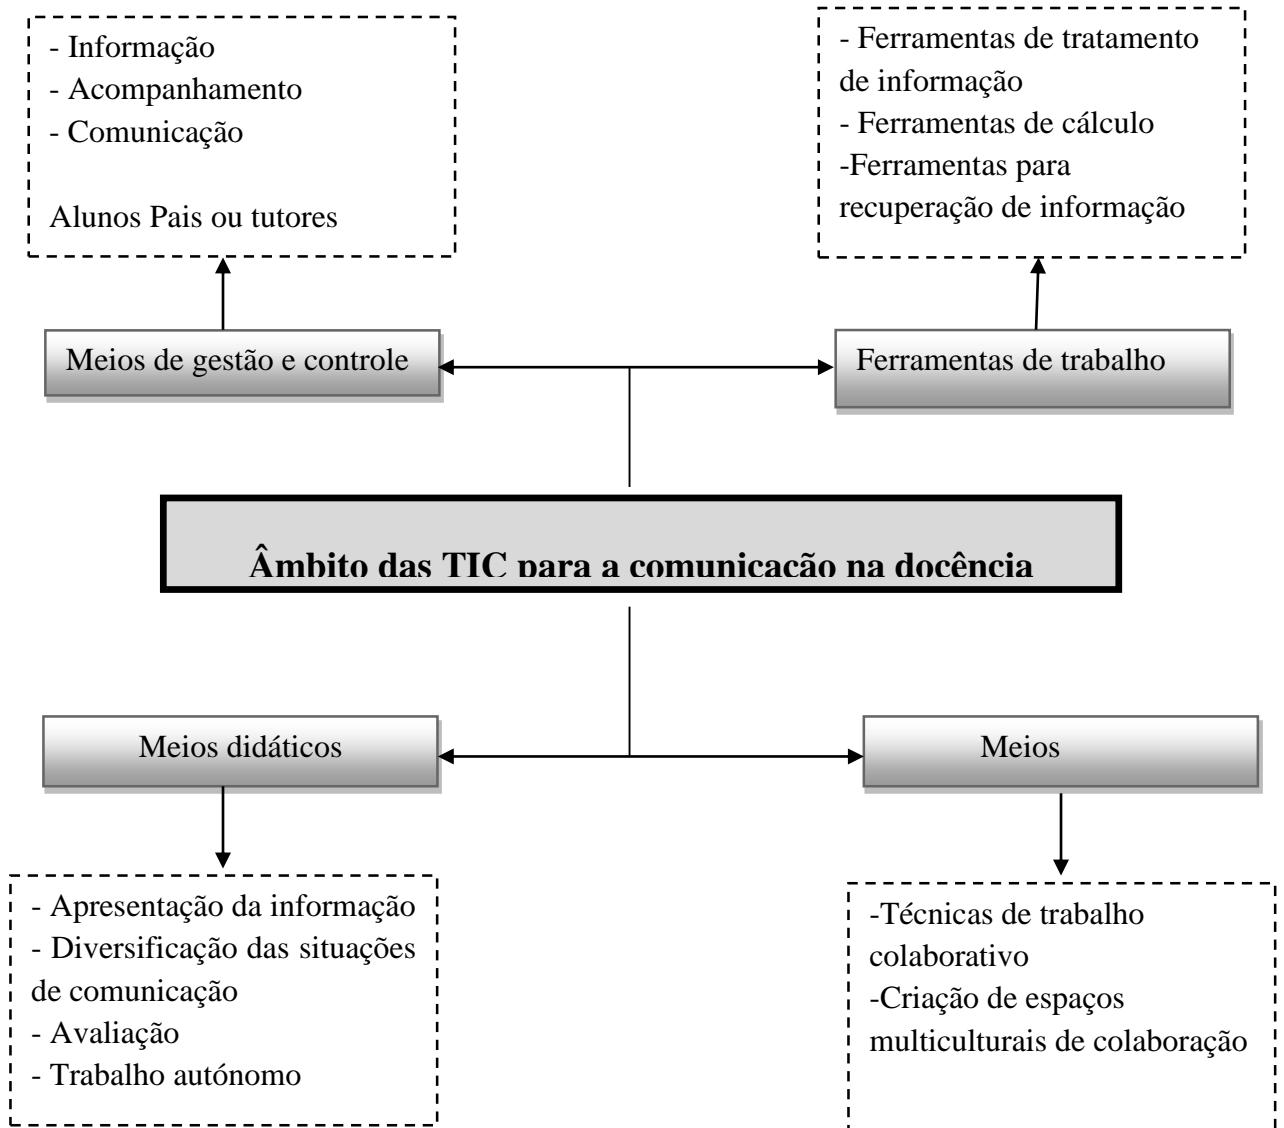 - Informação
- Acompanhamento
- Comunicação
Alunos Pais ou tutores
- Ferramentas de tratamento
de informação
- Ferramentas de cálculo
-Ferramentas para
recuperação de informação
Meios de gestão e controle
Ferramentas de trabalho
Âmbito das TIC para a comunicação na docência
Meios didáticos
Meios
- Apresentação da informação
- Diversificação das situações
de comunicação
- Avaliação
- Trabalho autónomo
-Técnicas de trabalho
colaborativo
-Criação de espaços
multiculturais de colaboração